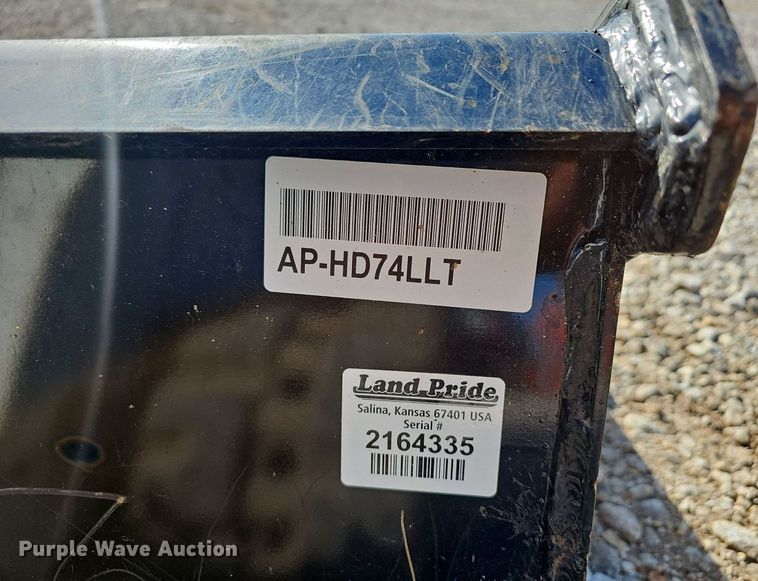 AP-HD74LLT
Land Pride
Salina, Kansas 67401 USA
Serial #
2164335
Purple Wave Auction